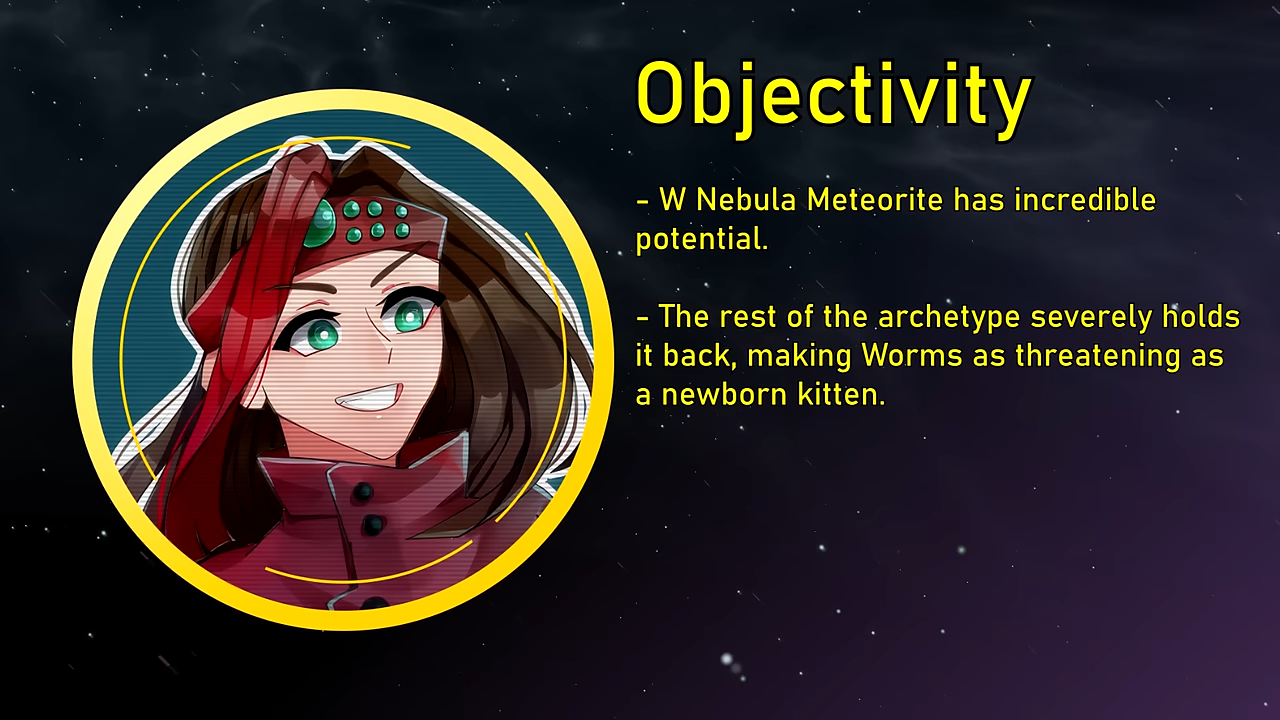 Objectivity
- W Nebula Meteorite has incredible
potential.
- The rest of the archetype severely holds
it back, making Worms as threatening as
a newborn kitten.